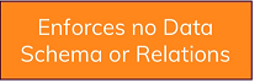 Enforces no Data
Schema or Relations